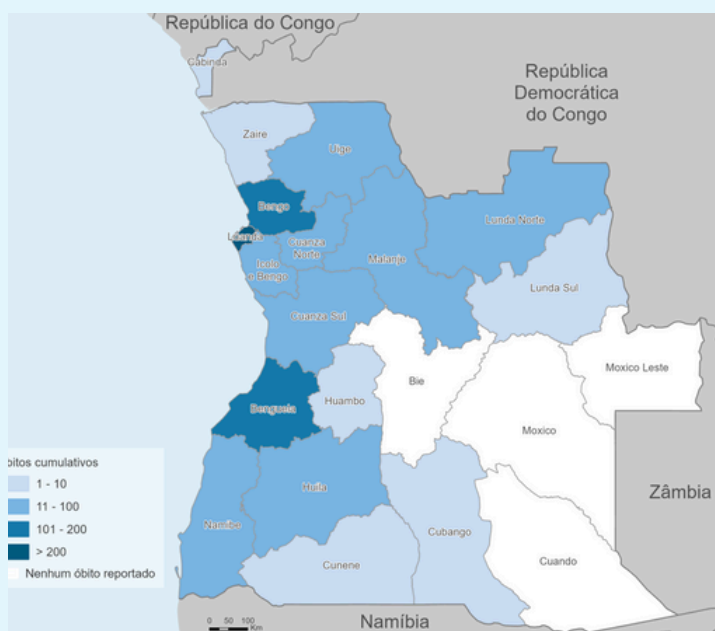 República do Congo
Cabinda
República
Democrática
do Congo
Zaire
Uíge
Bengo
Luanda
Cuanza
Norte
Icolo
e Bengo
Malanje
Lunda Norte
Lunda Sul
Cuanza Sul
Bie
Moxico Leste
Huambo
Benguela
Moxico
bitos cumulativos
1 - 10
11 - 100
101 - 200
> 200
Nenhum óbito reportado
Huíla
Namibe
Cubango
Cunene
Cuando
Zâmbia
0 50 100
Km
Namíbia